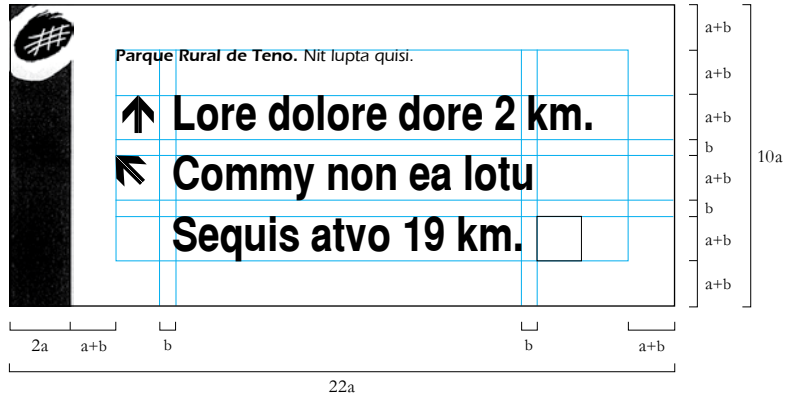 Parque Rural de Teno. Nit lupta quisi.
Lore dolore dore 2 km.
Commy non ea lotu
Sequis atvo 19 km.
a+b
a+b
a+b
b
a+b
b
a+b
a+b
10a
2a a+b b b a+b
22a